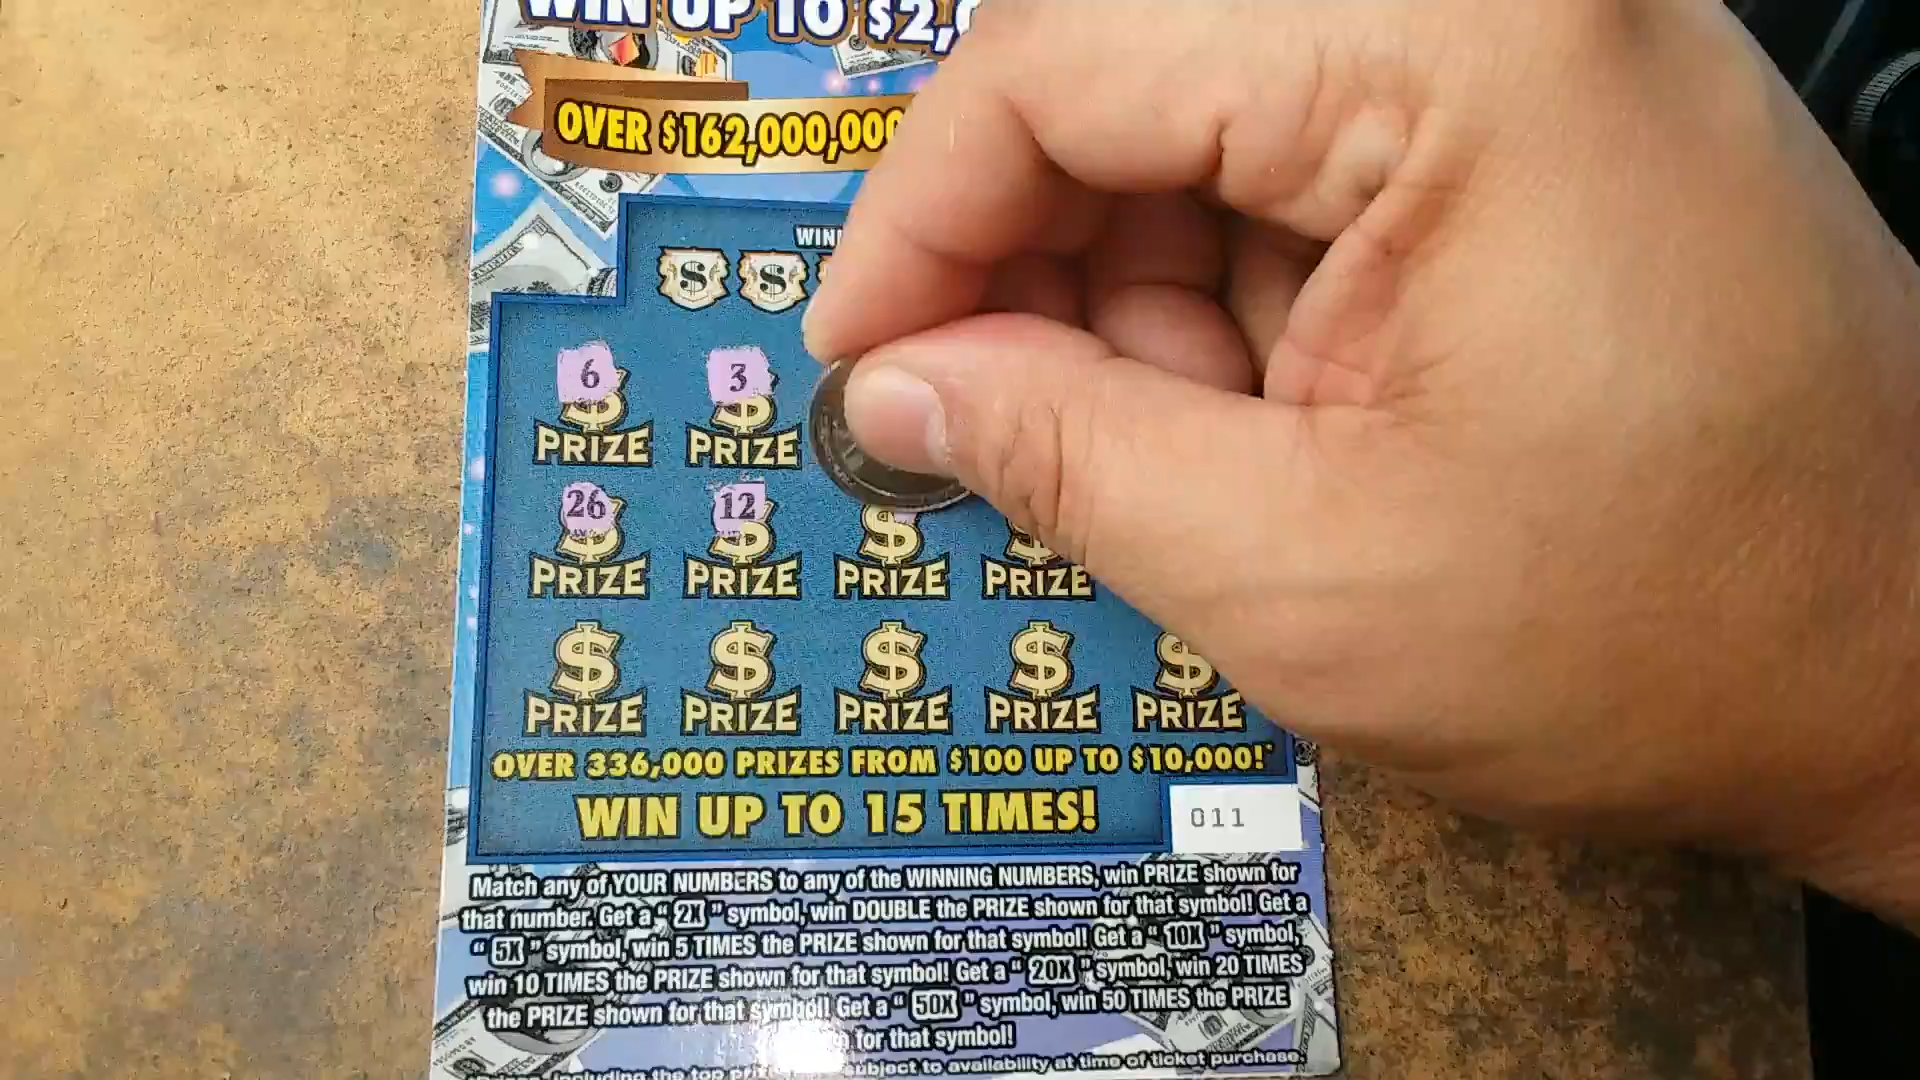 WIN UP TO $2,
OVER $162,000,000
WIN
$ $
6 3
PRIZE PRIZE
26 12 $ $
PRIZE PRIZE PRIZE PRIZE
$ $ $ $ $
PRIZE PRIZE PRIZE PRIZE PRIZE
OVER 336,000 PRIZES FROM $100 UP TO $10,000!*
WIN UP TO 15 TIMES!
011
Match any of YOUR NUMBERS to any of the WINNING NUMBERS, win PRIZE shown for
that number. Get a "2X" symbol, win DOUBLE the PRIZE shown for that symbol! Get a
"5X" symbol, win 5 TIMES the PRIZE shown for that symbol! Get a "10X" symbol,
win 10 TIMES the PRIZE shown for that symbol! Get a "20X" symbol, win 20 TIMES
the PRIZE shown for that symbol! Get a "50X" symbol, win 50 TIMES the PRIZE
for that symbol!
including the top subject to availability at time of ticket purchase.